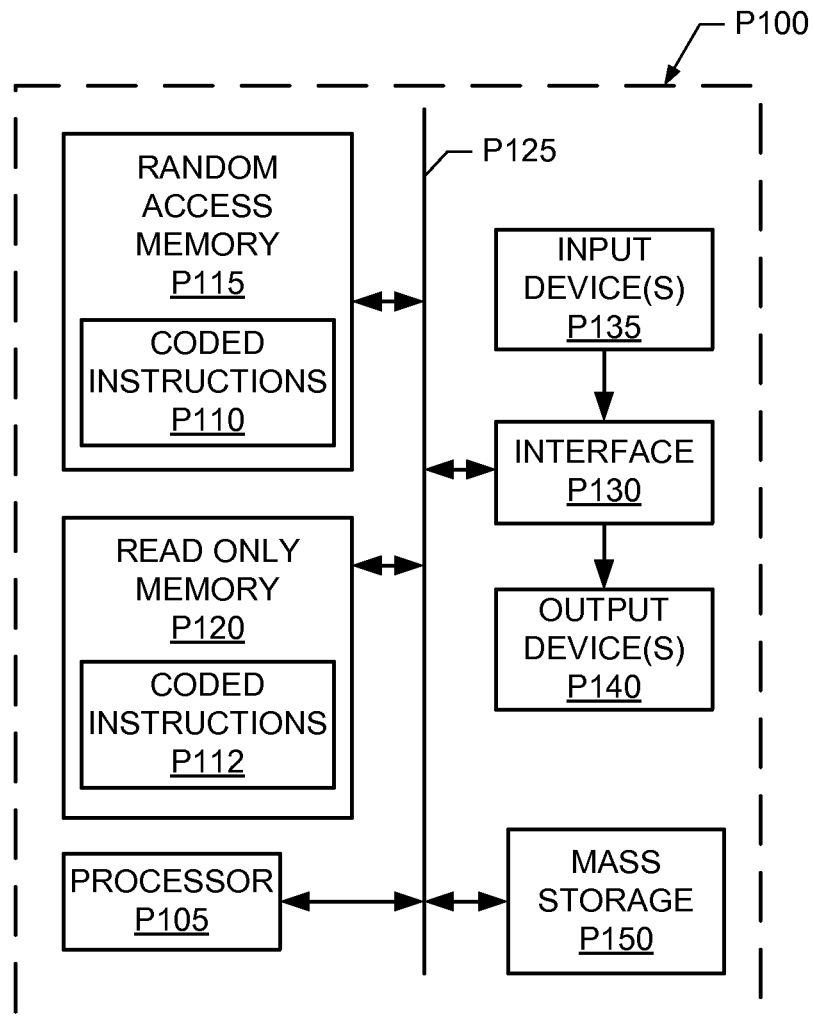 P100
P125
RANDOM
ACCESS
MEMORY
P115
CODED
INSTRUCTIONS
P110
READ ONLY
MEMORY
P120
CODED
INSTRUCTIONS
P112
PROCESSOR
P105
INPUT
DEVICE(S)
P135
INTERFACE
P130
OUTPUT
DEVICE(S)
P140
MASS
STORAGE
P150